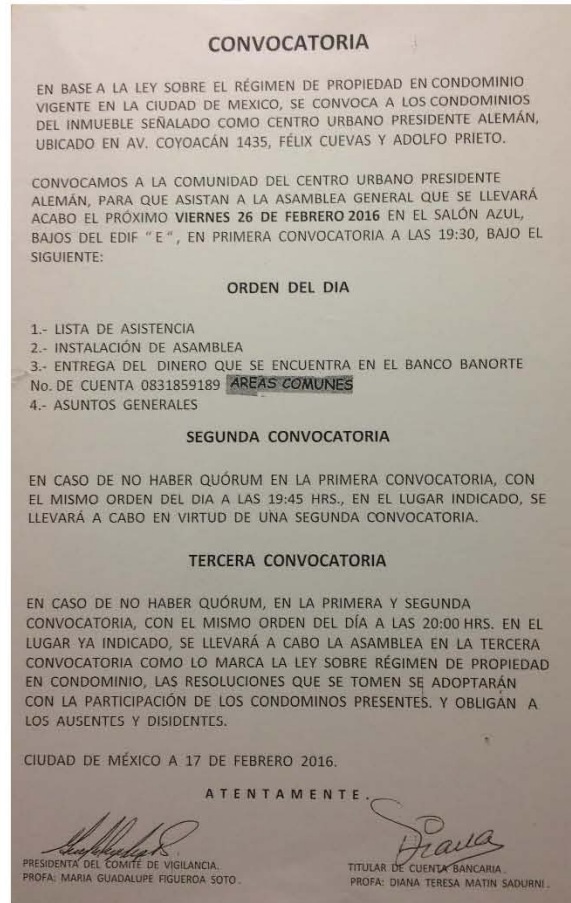 CONVOCATORIA
EN BASE A LA LEY SOBRE EL RÉGIMEN DE PROPIEDAD EN CONDOMINIO
VIGENTE EN LA CIUDAD DE MEXICO, SE CONVOCA A LOS CONDOMINIOS
DEL INMUEBLE SEÑALADO COMO CENTRO URBANO PRESIDENTE ALEMÁN,
UBICADO EN AV. COYOACÁN 1435, FÉLIX CUEVAS Y ADOLFO PRIETO.
CONVOCAMOS A LA COMUNIDAD DEL CENTRO URBANO PRESIDENTE
ALEMÁN, PARA QUE ASISTAN A LA ASAMBLEA GENERAL QUE SE LLEVARÁ
ACABO EL PRÓXIMO VIERNES 26 DE FEBRERO 2016 EN EL SALÓN AZUL,
BAJOS DEL EDIF “ E “, EN PRIMERA CONVOCATORIA A LAS 19:30, BAJO EL
SIGUIENTE:
ORDEN DEL DIA
1.- LISTA DE ASISTENCIA
2.- INSTALACIÓN DE ASAMBLEA
3.- ENTREGA DEL DINERO QUE SE ENCUENTRA EN EL BANCO BANORTE
No. DE CUENTA 0831859189 AREAS COMUNES
4.- ASUNTOS GENERALES
SEGUNDA CONVOCATORIA
EN CASO DE NO HABER QUÓRUM EN LA PRIMERA CONVOCATORIA, CON
EL MISMO ORDEN DEL DIA A LAS 19:45 HRS., EN EL LUGAR INDICADO, SE
LLEVARÁ A CABO EN VIRTUD DE UNA SEGUNDA CONVOCATORIA.
TERCERA CONVOCATORIA
EN CASO DE NO HABER QUÓRUM, EN LA PRIMERA Y SEGUNDA
CONVOCATORIA, CON EL MISMO ORDEN DEL DÍA A LAS 20:00 HRS. EN EL
LUGAR YA INDICADO, SE LLEVARÁ A CABO LA ASAMBLEA EN LA TERCERA
CONVOCATORIA COMO LO MARCA LA LEY SOBRE RÉGIMEN DE PROPIEDAD
EN CONDOMINIO, LAS RESOLUCIONES QUE SE TOMEN SE ADOPTARÁN
CON LA PARTICIPACIÓN DE LOS CONDOMINOS PRESENTES. Y OBLIGAN A
LOS AUSENTES Y DISIDENTES.
CIUDAD DE MÉXICO A 17 DE FEBRERO 2016.
A T E N T A M E N T E .
Diana
PRESIDENTA DEL COMITÉ DE VIGILANCIA.
PROFA: MARIA GUADALUPE FIGUEROA SOTO.
TITULAR DE CUENTA BANCARIA.
PROFA: DIANA TERESA MATIN SADURNI.